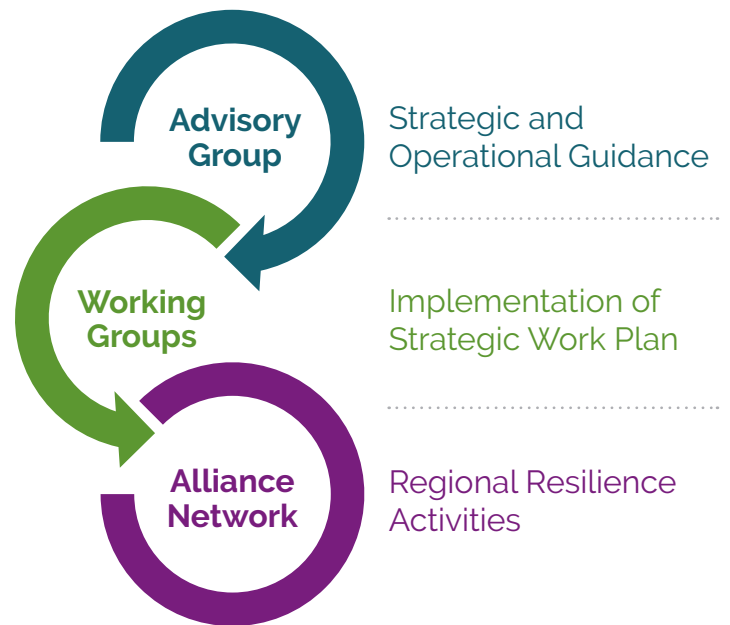 Advisory
Group
Strategic and
Operational Guidance
Working
Groups
Implementation of
Strategic Work Plan
Alliance
Network
Regional Resilience
Activities